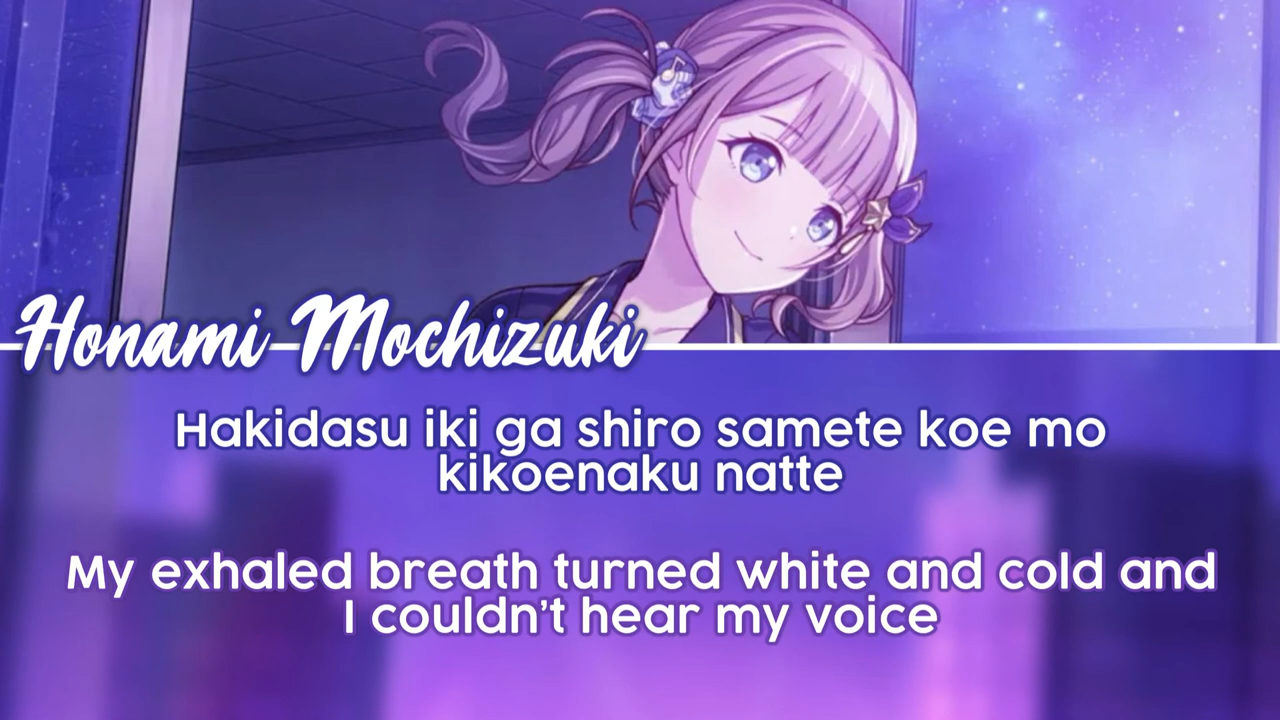 Honami Mochizuki
Hakidasu iki ga shiro samete koe mo
kikoenaku natte
My exhaled breath turned white and cold and
I couldn't hear my voice